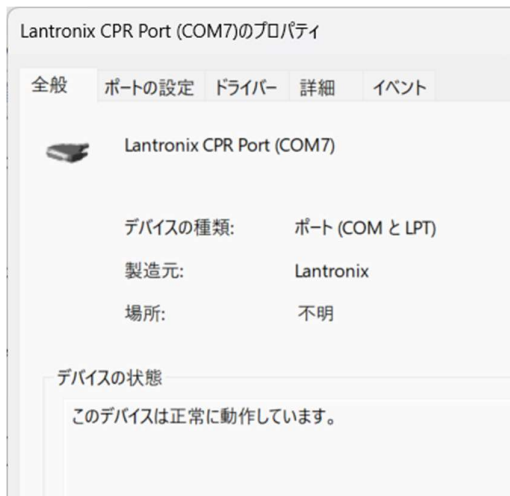 Lantronix CPR Port (COM7)のプロパティ
全般 ポートの設定 ドライバー 詳細 イベント
Lantronix CPR Port (COM7)
デバイスの種類: ポート (COM と LPT)
製造元: Lantronix
場所: 不明
デバイスの状態
このデバイスは正常に動作しています。